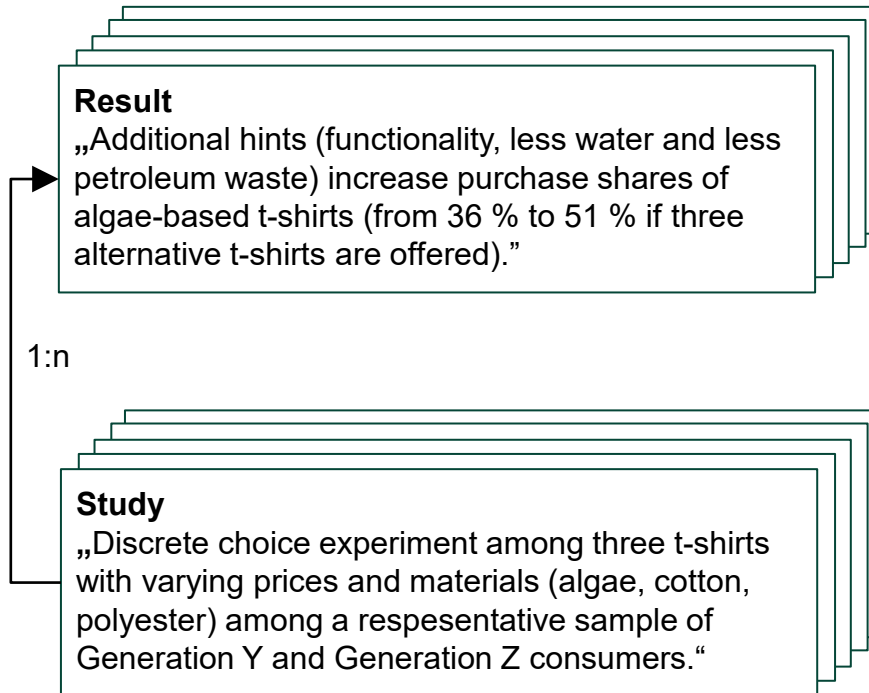 Result
„Additional hints (functionality, less water and less
petroleum waste) increase purchase shares of
algae-based t-shirts (from 36 % to 51 % if three
alternative t-shirts are offered).”
1:n
Study
„Discrete choice experiment among three t-shirts
with varying prices and materials (algae, cotton,
polyester) among a respesentative sample of
Generation Y and Generation Z consumers.“